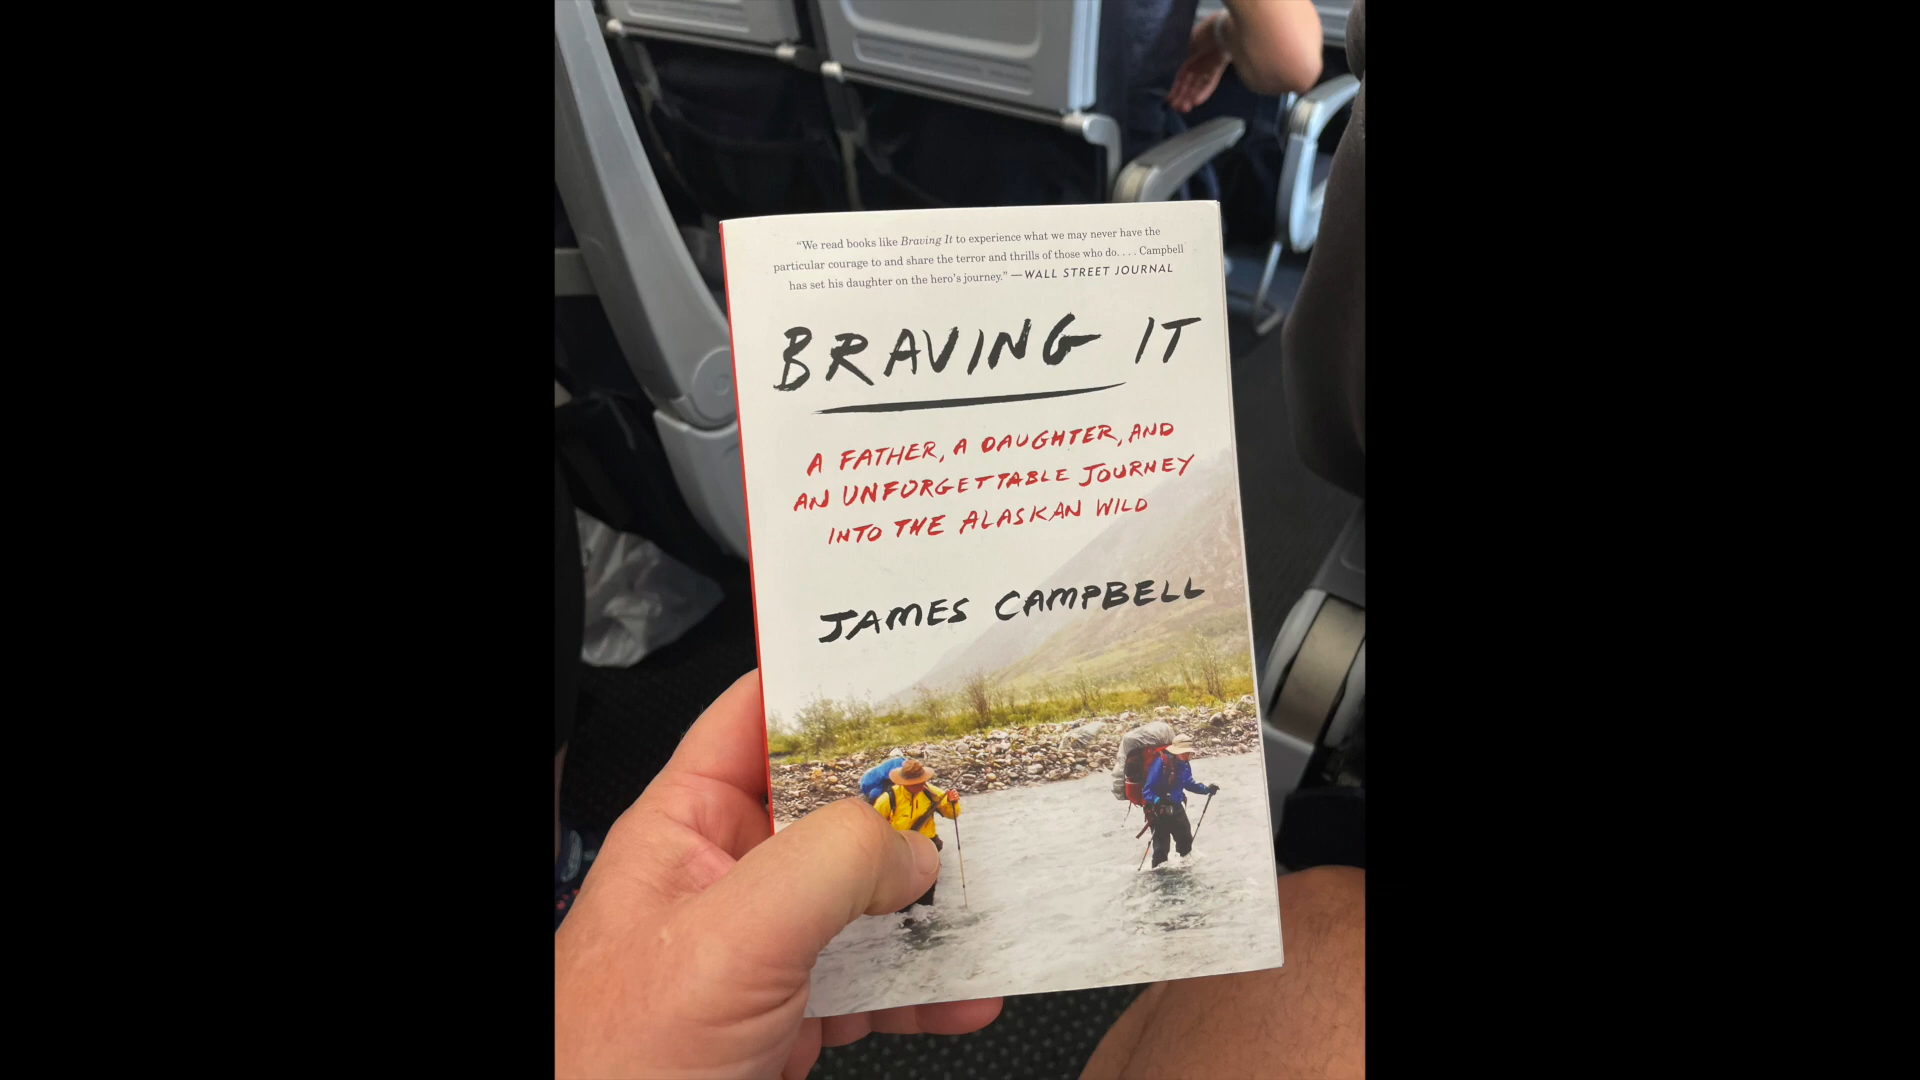 “We read books like Braving It to experience what we may never have the
particular courage to and share the terror and thrills of those who do. . . . Campbell
has set his daughter on the hero’s journey.” —WALL STREET JOURNAL
BRAVING IT
A FATHER, A DAUGHTER, AND
AN UNFORGETTABLE JOURNEY
INTO THE ALASKAN WILD
JAMES CAMPBELL